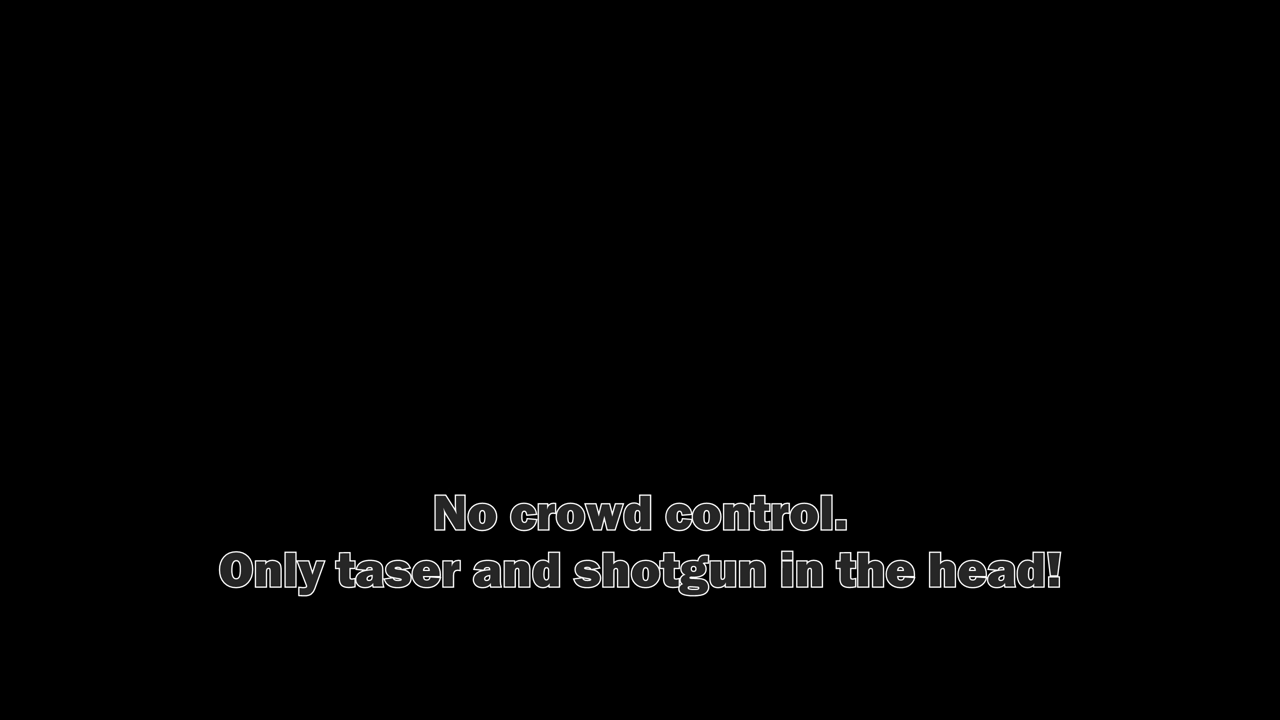 No crowd control.
Only taser and shotgun in the head!